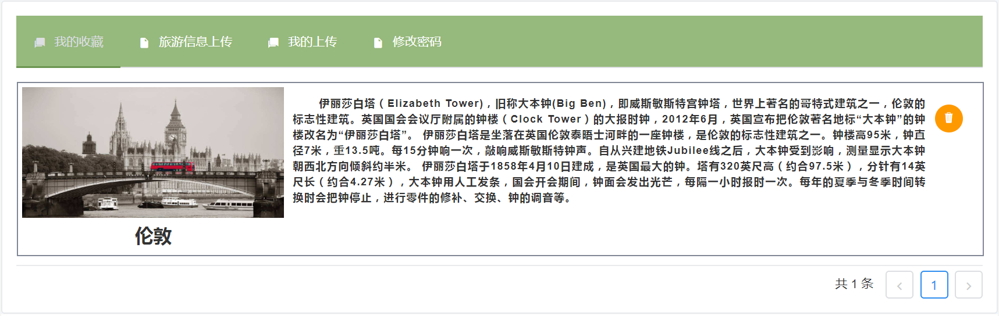 我的收藏 旅游信息上传 我的上传 修改密码
伊丽莎白塔（Elizabeth Tower)，旧称大本钟(Big Ben)，即威斯敏斯特宫钟塔，世界上著名的哥特式建筑之一，伦敦的
标志性建筑。英国国会会议厅附属的钟楼（Clock Tower）的大报时钟，2012年6月，英国宣布把伦敦著名地标“大本钟”的钟
楼改名为“伊丽莎白塔”。 伊丽莎白塔是坐落在英国伦敦泰晤士河畔的一座钟楼，是伦敦的标志性建筑之一。钟楼高95米，钟直
径7米，重13.5吨。每15分钟响一次，敲响威斯敏斯特钟声。自从兴建地铁Jubilee线之后，大本钟受到影响，测量显示大本钟
朝西北方向倾斜约半米。 伊丽莎白塔于1858年4月10日建成，是英国最大的钟。塔有320英尺高（约合97.5米），分针有14英
尺长（约合4.27米），大本钟用人工发条，国会开会期间，钟面会发出光芒，每隔一小时报时一次。每年的夏季与冬季时间转
换时会把钟停止，进行零件的修补、交换、钟的调音等。
伦敦
共 1 条 1